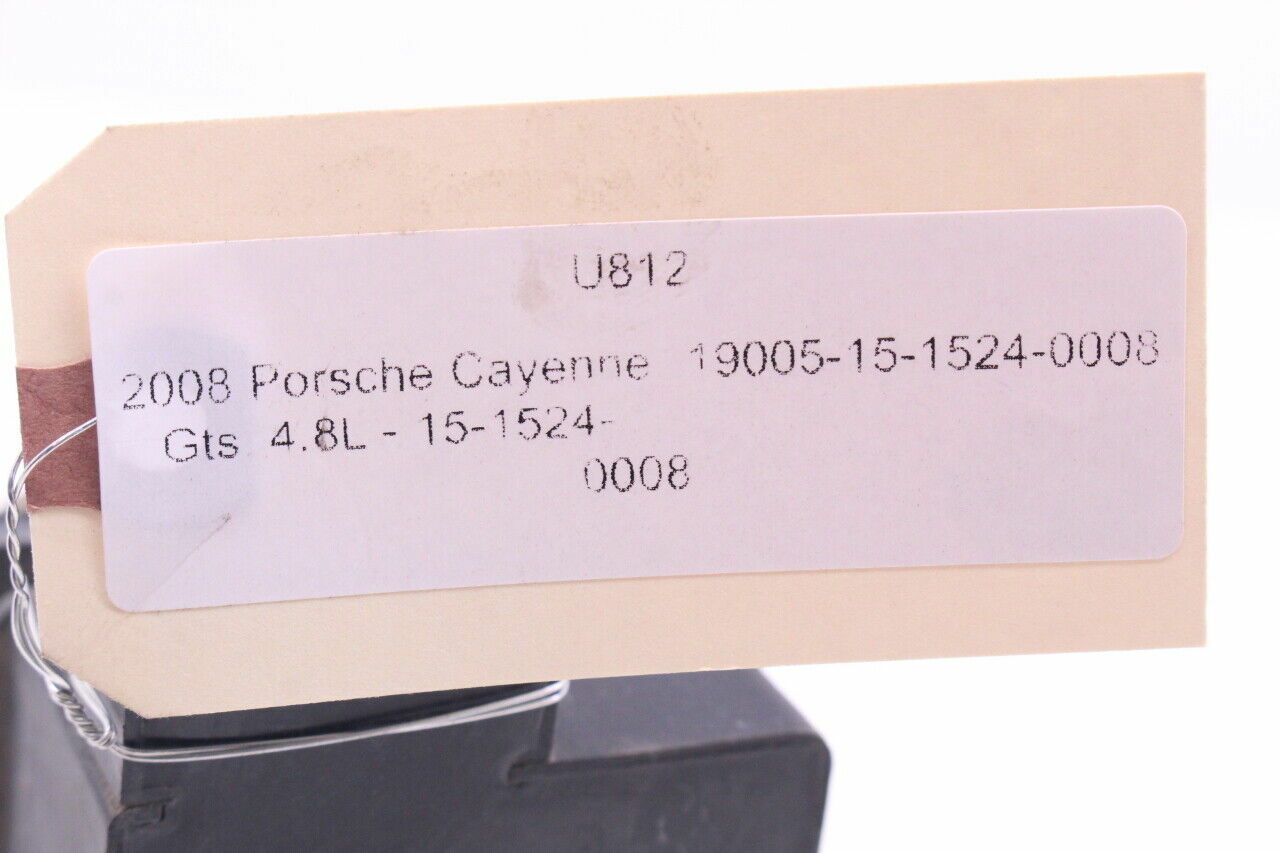 U812
2008 Porsche Cayenne 19005-15-1524-0008
Gts 4.8L - 15-1524-
0008